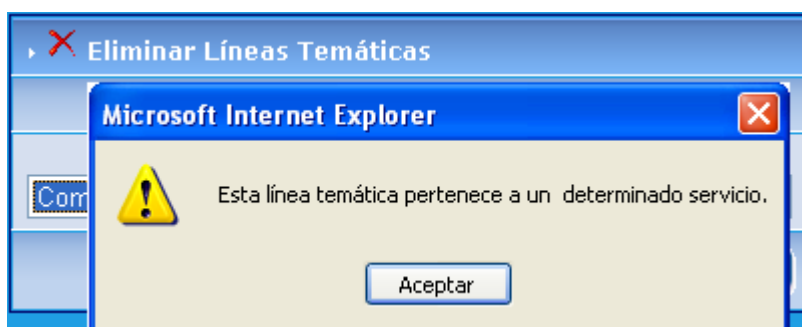 Eliminar Líneas Temáticas
Microsoft Internet Explorer
Com
Esta línea temática pertenece a un determinado servicio.
Aceptar